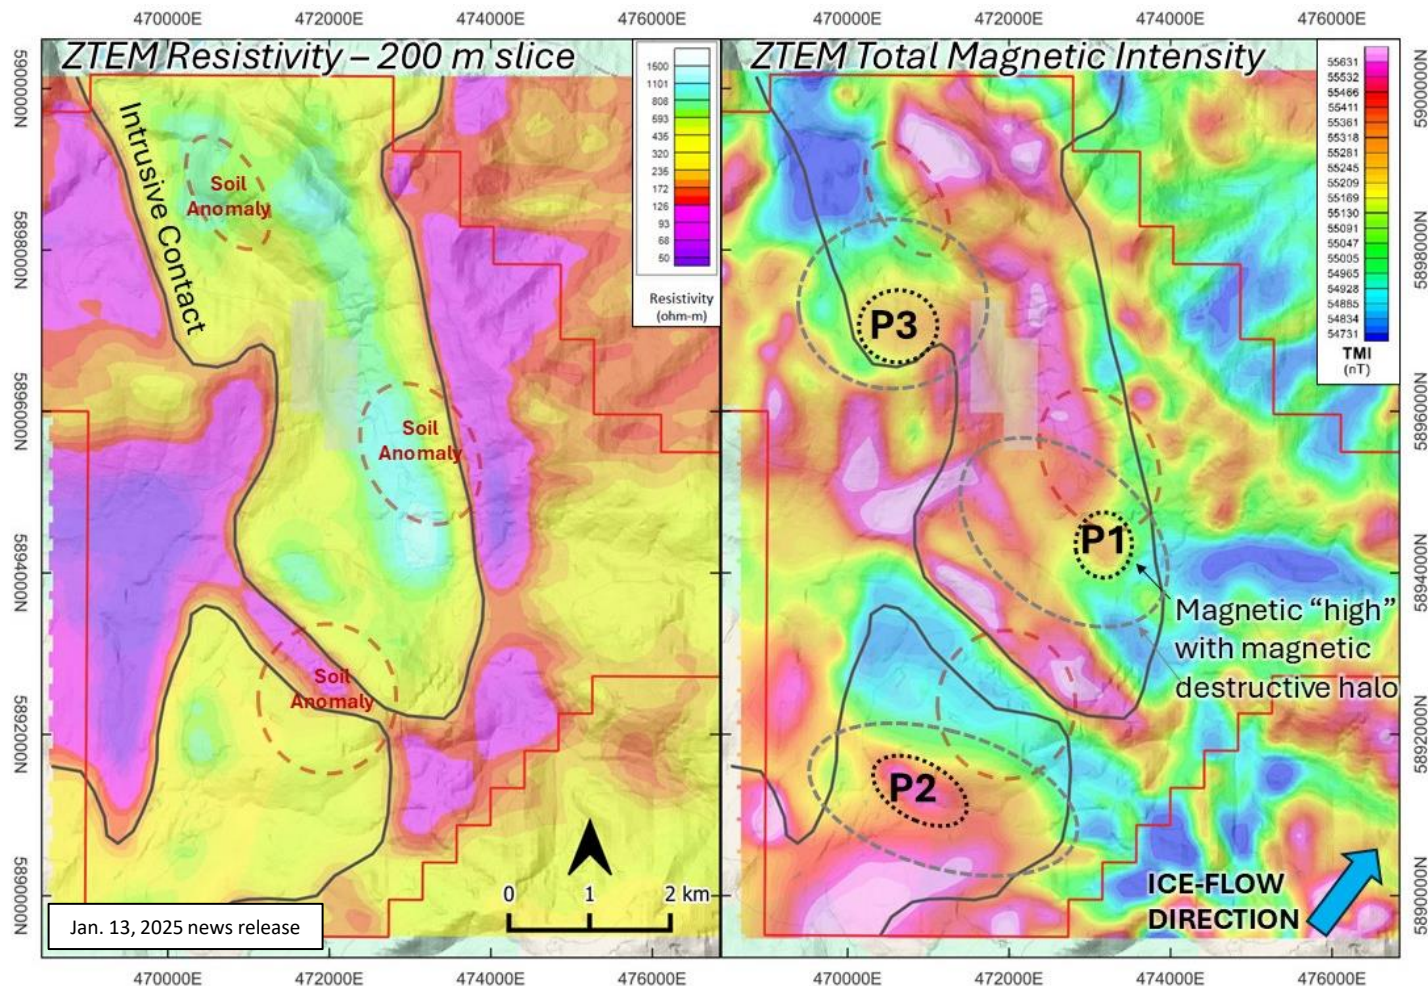 470000E 472000E 474000E 476000E 470000E 472000E 474000E 476000E
ZTEM Resistivity – 200 m slice
ZTEM Total Magnetic Intensity
5900000N
5898000N
5896000N
5894000N
5892000N
5890000N
Intrusive Contact
Soil
Anomaly
Soil
Anomaly
Soil
Anomaly
1600
1101
808
693
435
320
235
172
126
93
68
50
Resistivity
(ohm-m)
0 1 2 km
Jan. 13, 2025 news release
55631
55532
55466
55411
55361
55318
55281
55245
55209
55169
55130
55091
55047
55005
54965
54928
54885
54834
54731
TMI
(nT)
P3
P1
P2
Magnetic “high”
with magnetic
destructive halo
ICE-FLOW
DIRECTION
5900000N
5898000N
5896000N
5894000N
5892000N
5890000N
470000E 472000E 474000E 476000E 470000E 472000E 474000E 476000E